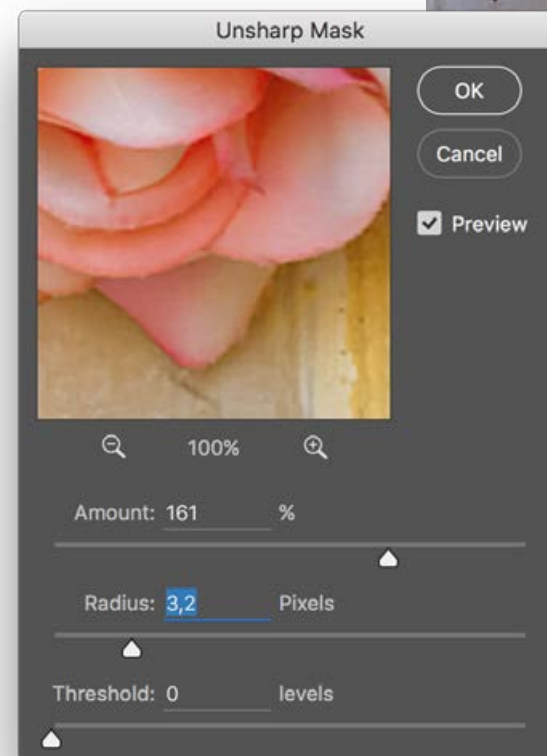 Unsharp Mask
OK
Cancel
Preview
100%
Amount: 161 %
Radius: 3,2 Pixels
Threshold: 0 levels